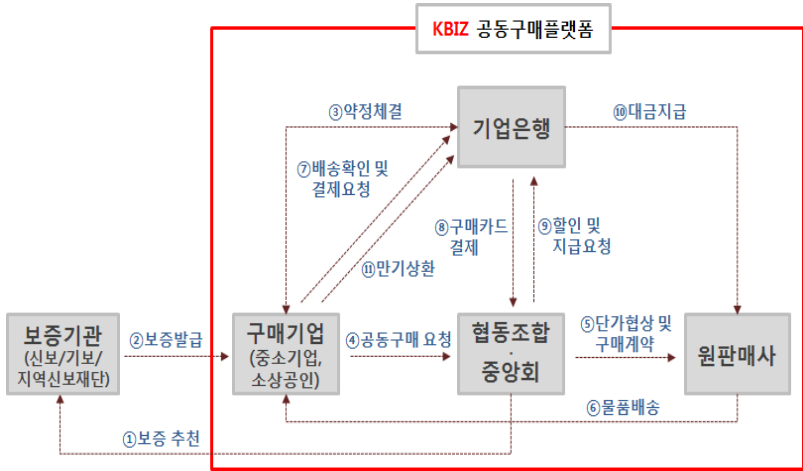 KBIZ 공동구매플랫폼
③약정체결
기업은행
⑩대금지급
⑦배송확인 및
결제요청
⑧구매카드
결제
⑨할인 및
지급요청
⑪만기상환
보증기관
(신보/기보/
지역신보재단)
②보증발급
구매기업
(중소기업,
소상공인)
④공동구매 요청
협동조합
·
중앙회
⑤단가협상 및
구매계약
원판매사
⑥물품배송
①보증 추천